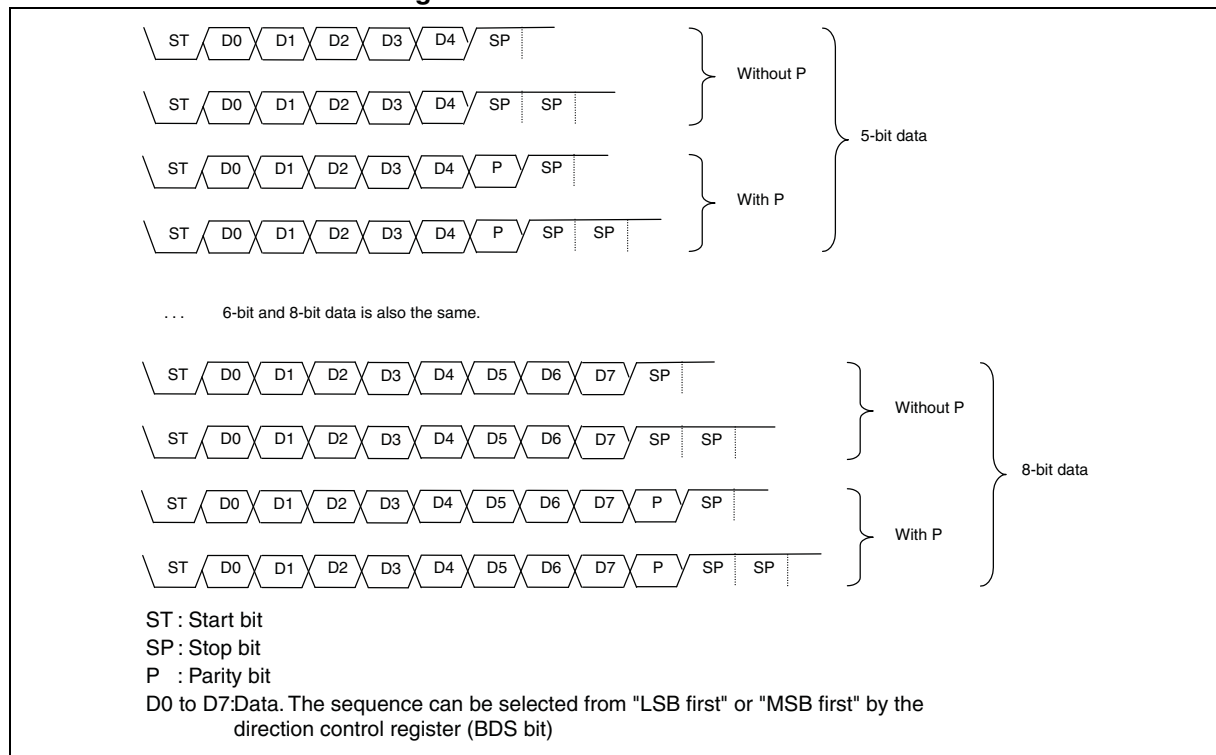 ST D0 D1 D2 D3 D4 SP
Without P
ST D0 D1 D2 D3 D4 SP SP
5-bit data
ST D0 D1 D2 D3 D4 P SP
With P
ST D0 D1 D2 D3 D4 P SP SP
. . . 6-bit and 8-bit data is also the same.
ST D0 D1 D2 D3 D4 D5 D6 D7 SP
Without P
ST D0 D1 D2 D3 D4 D5 D6 D7 SP SP
8-bit data
ST D0 D1 D2 D3 D4 D5 D6 D7 P SP
With P
ST D0 D1 D2 D3 D4 D5 D6 D7 P SP SP
ST : Start bit
SP : Stop bit
P : Parity bit
D0 to D7:Data. The sequence can be selected from "LSB first" or "MSB first" by the
direction control register (BDS bit)